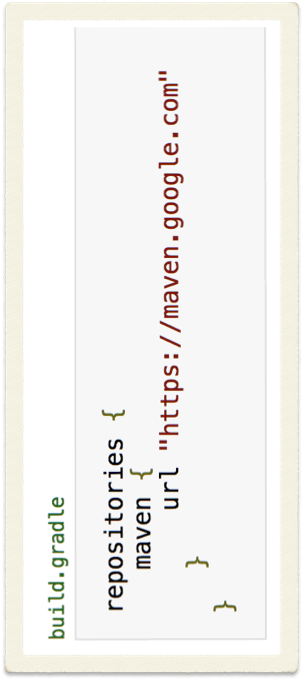 build.gradle
repositories {
    maven {
        url "https://maven.google.com"
    }
}